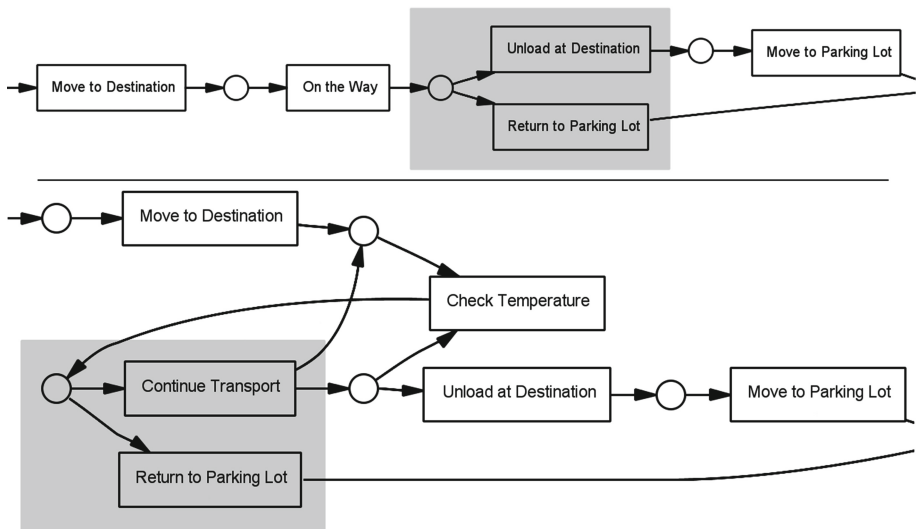 Unload at Destination
Move to Parking Lot
Move to Destination
On the Way
Return to Parking Lot
Move to Destination
Check Temperature
Continue Transport
Unload at Destination
Move to Parking Lot
Return to Parking Lot